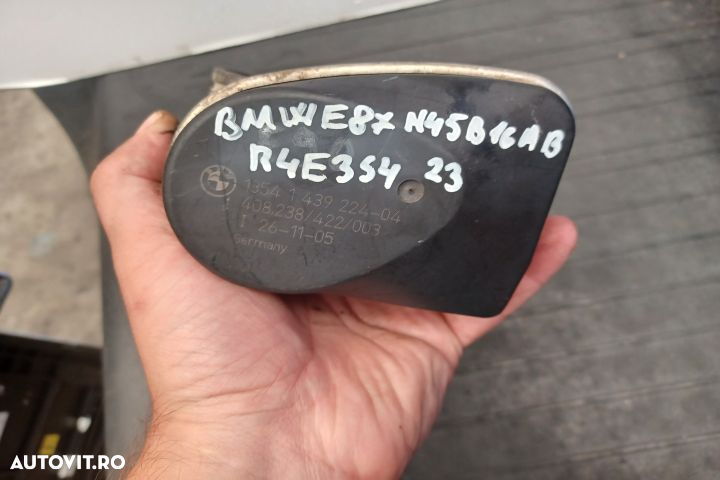 BMW E87 N45B16AB
R4E3S4 23
1354 1 439 224-04
408.238/422/003
I 26-11-05
Germany
AUTOVIT.RO